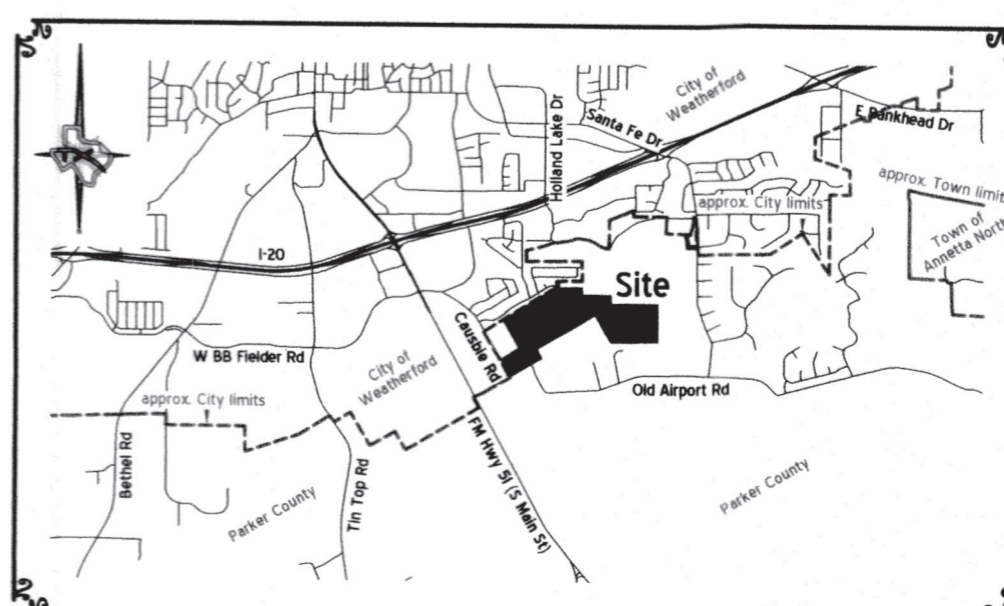 City of
Weatherford
Holland Lake Dr
Santa Fe Dr
E Bankhead Dr
approx. Town limit
approx. City limits
Town of
Annetta North
I-20
Site
Causbie Rd
W BB Fielder Rd
City of
Weatherford
Old Airport Rd
approx. City limits
Bethel Rd
Tin Top Rd
FM Hwy 51 (S Main St)
Parker County
Parker County